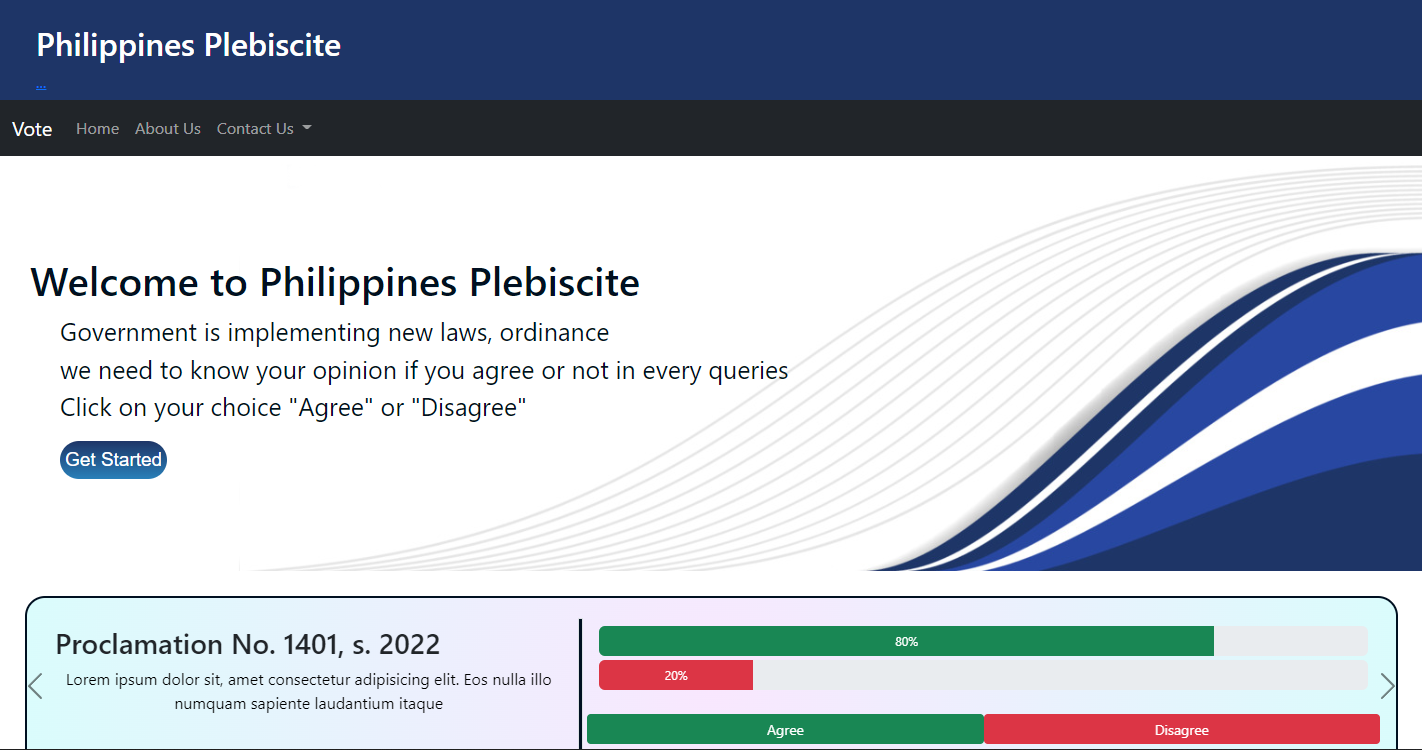 Philippines Plebiscite
...
Vote Home About Us Contact Us
Welcome to Philippines Plebiscite
Government is implementing new laws, ordinance
we need to know your opinion if you agree or not in every queries
Click on your choice "Agree" or "Disagree"
Get Started
Proclamation No. 1401, s. 2022
Lorem ipsum dolor sit, amet consectetur adipisicing elit. Eos nulla illo
numquam sapiente laudantium itaque
80%
20%
Agree Disagree